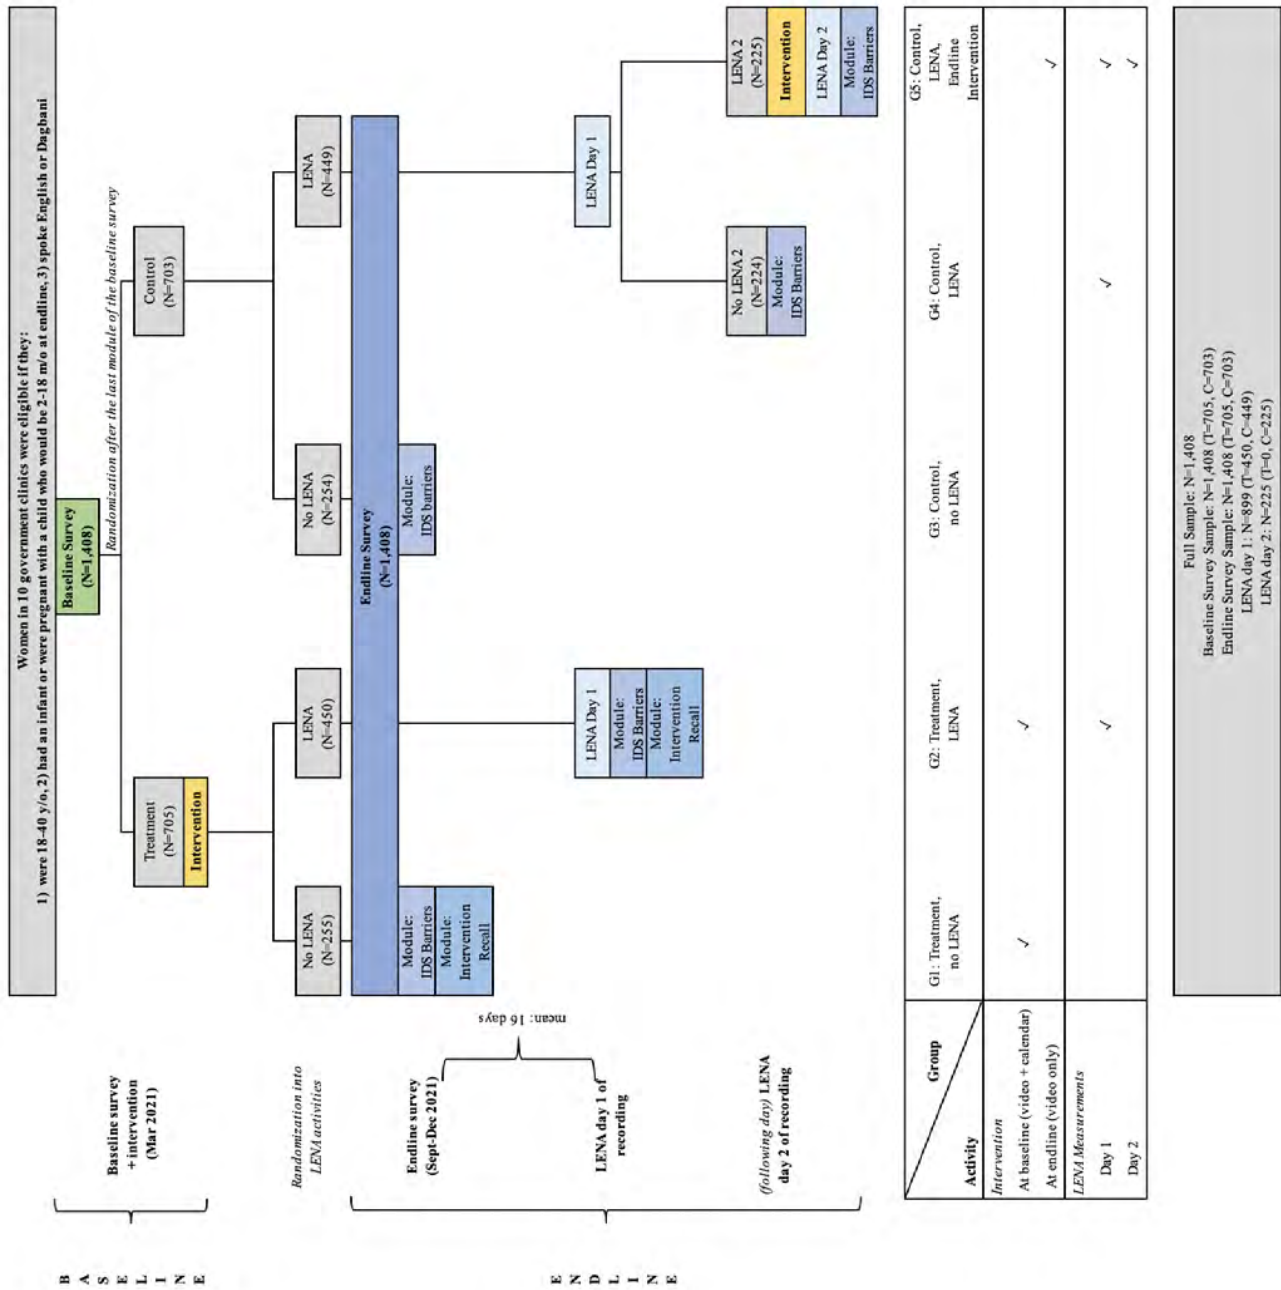 Women in 10 government clinics were eligible if they:
1) were 18-40 y/o, 2) had an infant or were pregnant with a child who would be 2-18 m/o at endline, 3) spoke English or Dagbani
B
A
S
E
L
I
N
E
Baseline survey
+ intervention
(Mar 2021)
Baseline Survey
(N=1,408)
Randomization after the last module of the baseline survey
Treatment
(N=705)
Intervention
Control
(N=703)
Randomization into
LENA activities
No LENA
(N=255)
LENA
(N=450)
No LENA
(N=254)
LENA
(N=449)
E
N
D
L
I
N
E
Endline survey
(Sept-Dec 2021)
Endline Survey
(N=1,408)
Module:
IDS Barriers
Module:
Intervention
Recall
Module:
IDS barriers
mean: 16 days
LENA day 1 of
recording
LENA Day 1
Module:
IDS Barriers
Module:
Intervention
Recall
LENA Day 1
(following day) LENA
day 2 of recording
No LENA 2
(N=224)
Module:
IDS Barriers
LENA 2
(N=225)
Intervention
LENA Day 2
Module:
IDS Barriers
Group
Activity
G1: Treatment,
no LENA
G2: Treatment,
LENA
G3: Control,
no LENA
G4: Control,
LENA
G5: Control,
LENA,
Endline
Intervention
Intervention
At baseline (video + calendar) √ √
At endline (video only) √
LENA Measurements
Day 1 √ √ √
Day 2 √
Full Sample: N=1,408
Baseline Survey Sample: N=1,408 (T=705, C=703)
Endline Survey Sample: N=1,408 (T=705, C=703)
LENA day 1: N=899 (T=450, C=449)
LENA day 2: N=225 (T=0, C=225)